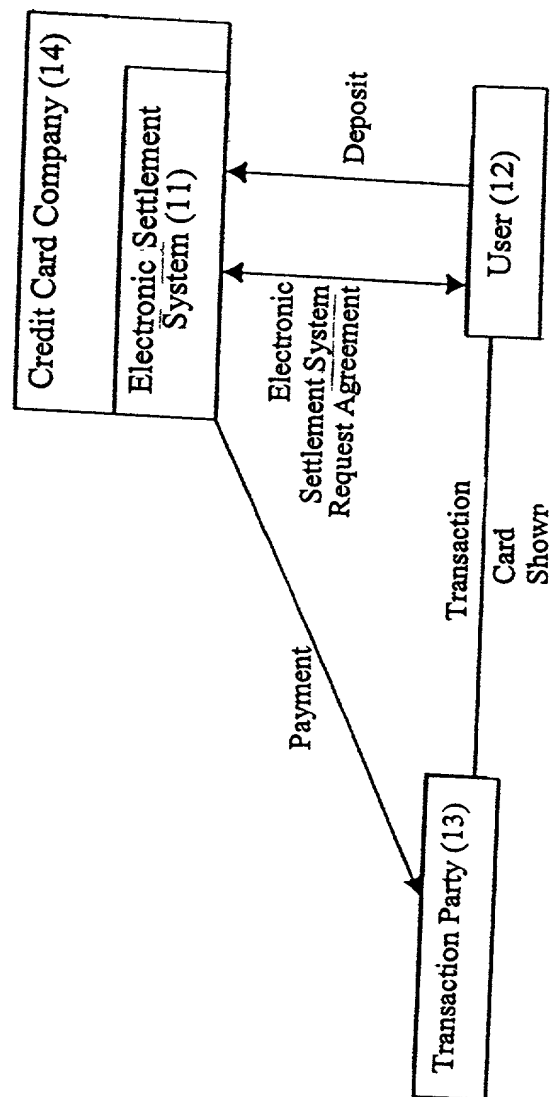 Credit Card Company (14)
Electronic Settlement
System (11)
Deposit
Electronic
Settlement System
Request Agreement
User (12)
Payment
Transaction
Card
Shown
Transaction Party (13)